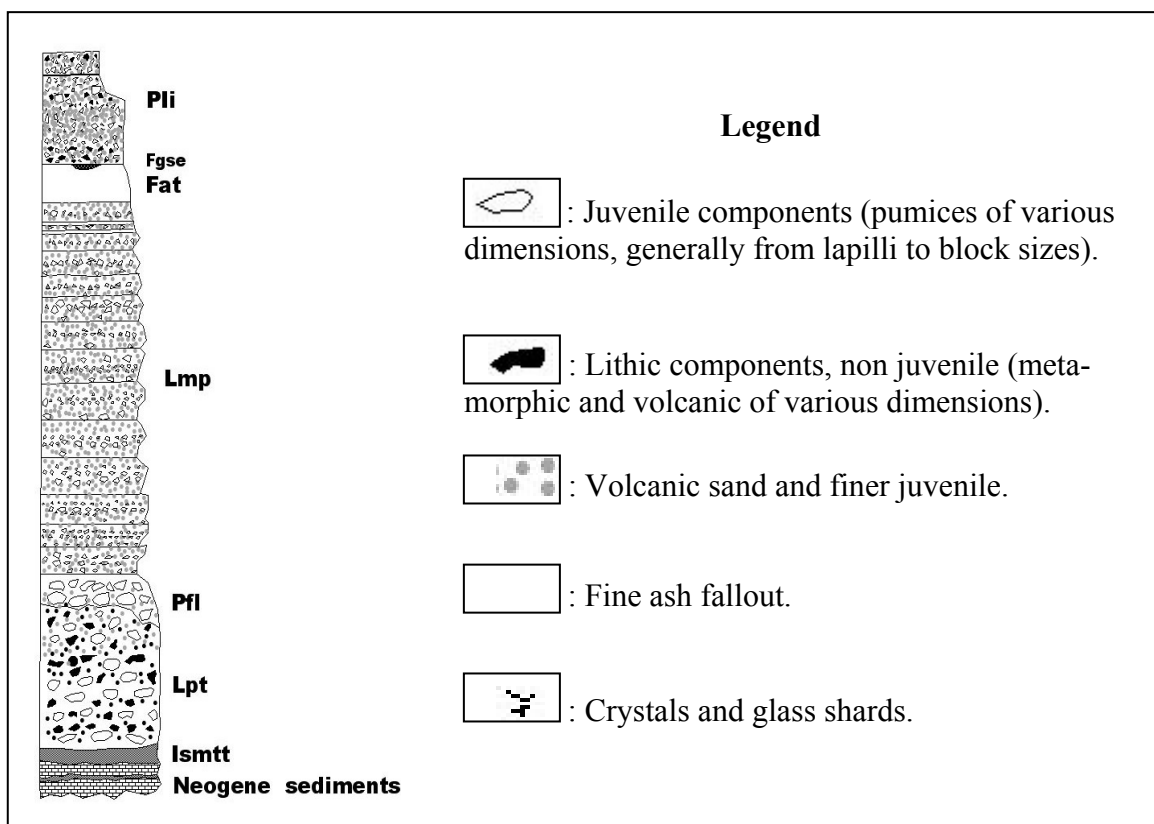 Pli
Fgse
Fat
Lmp
Pfl
Lpt
Ismtt
Neogene sediments
Legend
: Juvenile components (pumices of various
dimensions, generally from lapilli to block sizes).
: Lithic components, non juvenile (meta-
morphic and volcanic of various dimensions).
: Volcanic sand and finer juvenile.
: Fine ash fallout.
: Crystals and glass shards.